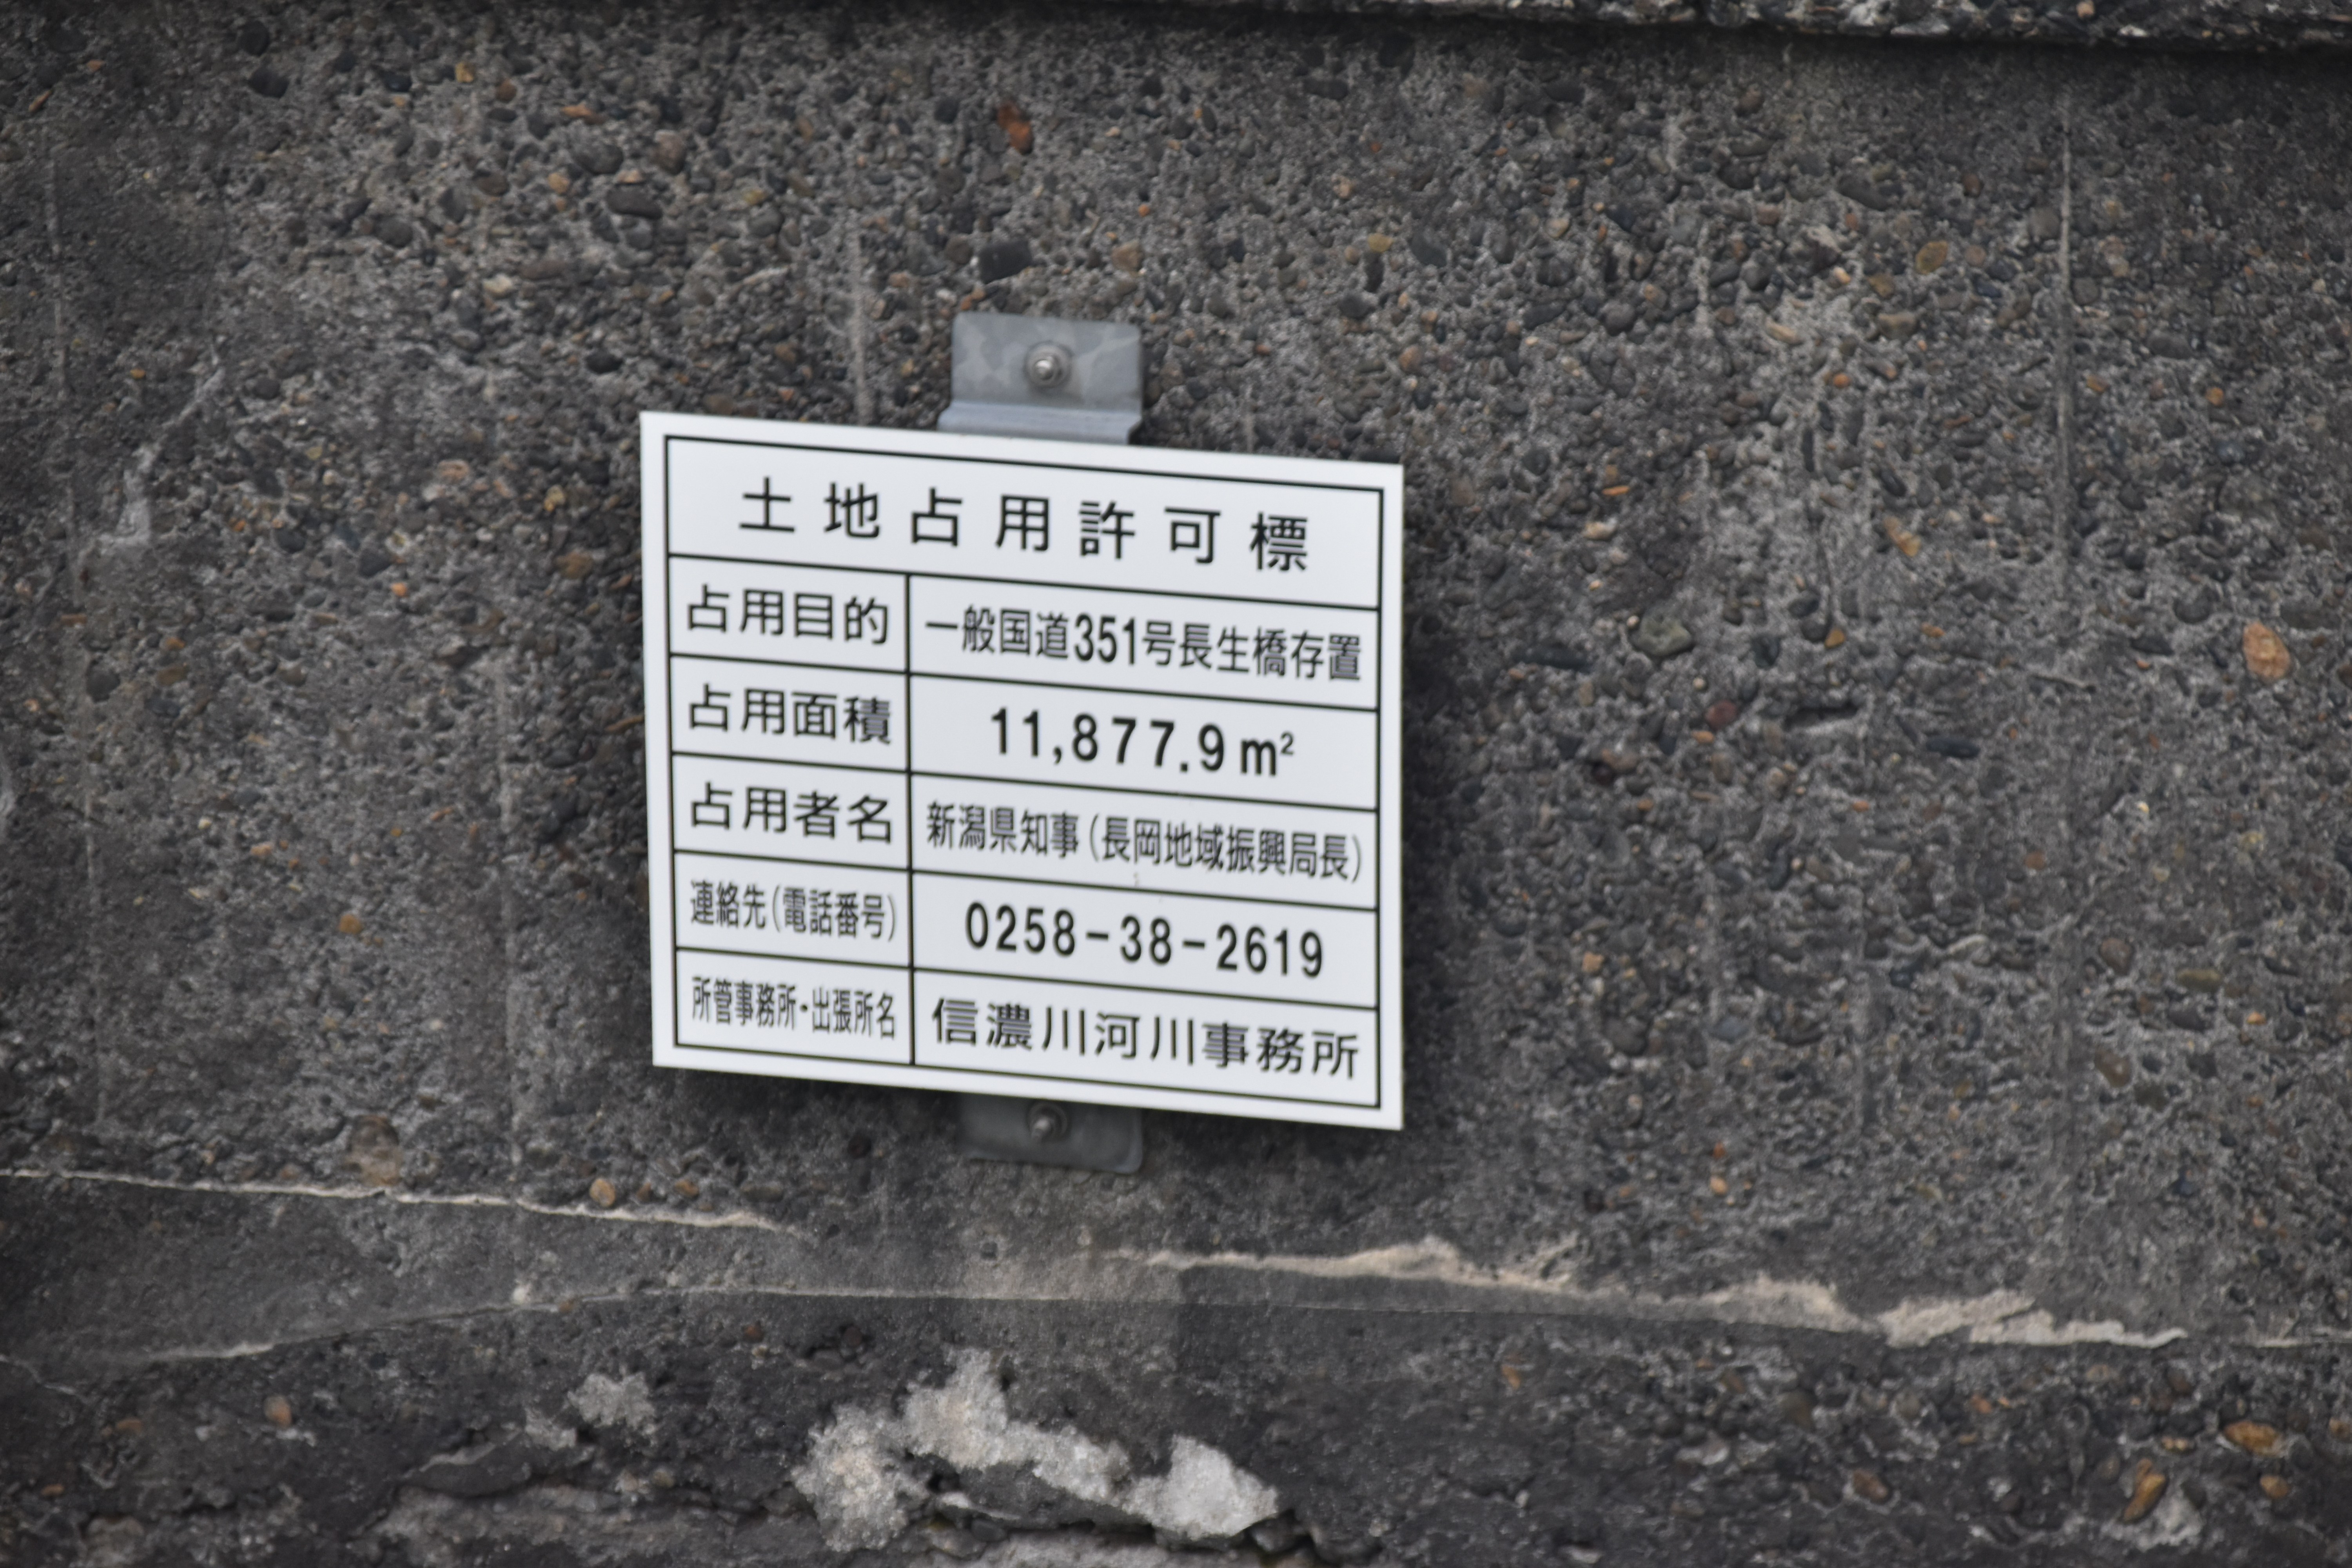 土地占用許可標
占用目的 一般国道351号長生橋存置
占用面積 11,877.9m²
占用者名 新潟県知事(長岡地域振興局長)
連絡先(電話番号) 0258-38-2619
所管事務所・出張所名 信濃川河川事務所